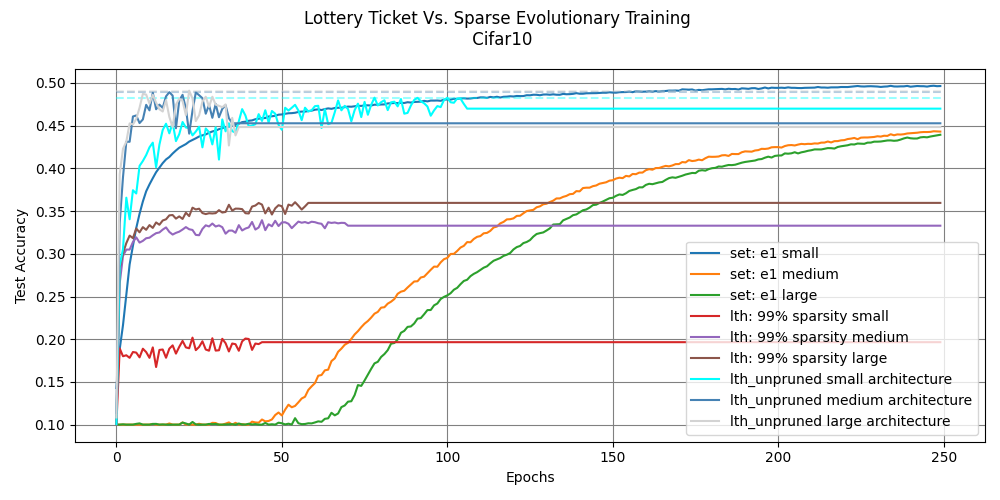 Lottery Ticket Vs. Sparse Evolutionary Training
Cifar10
Test Accuracy
0.50
0.45
0.40
0.35
0.30
0.25
0.20
0.15
0.10
set: e1 small
set: e1 medium
set: e1 large
lth: 99% sparsity small
lth: 99% sparsity medium
lth: 99% sparsity large
lth_unpruned small architecture
lth_unpruned medium architecture
lth_unpruned large architecture
0 50 100 150 200 250
Epochs